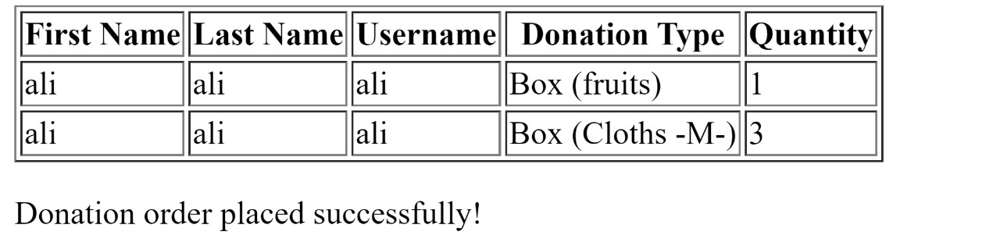 First Name Last Name Username Donation Type Quantity
ali ali ali Box (fruits) 1
ali ali ali Box (Cloths -M-) 3
Donation order placed successfully!